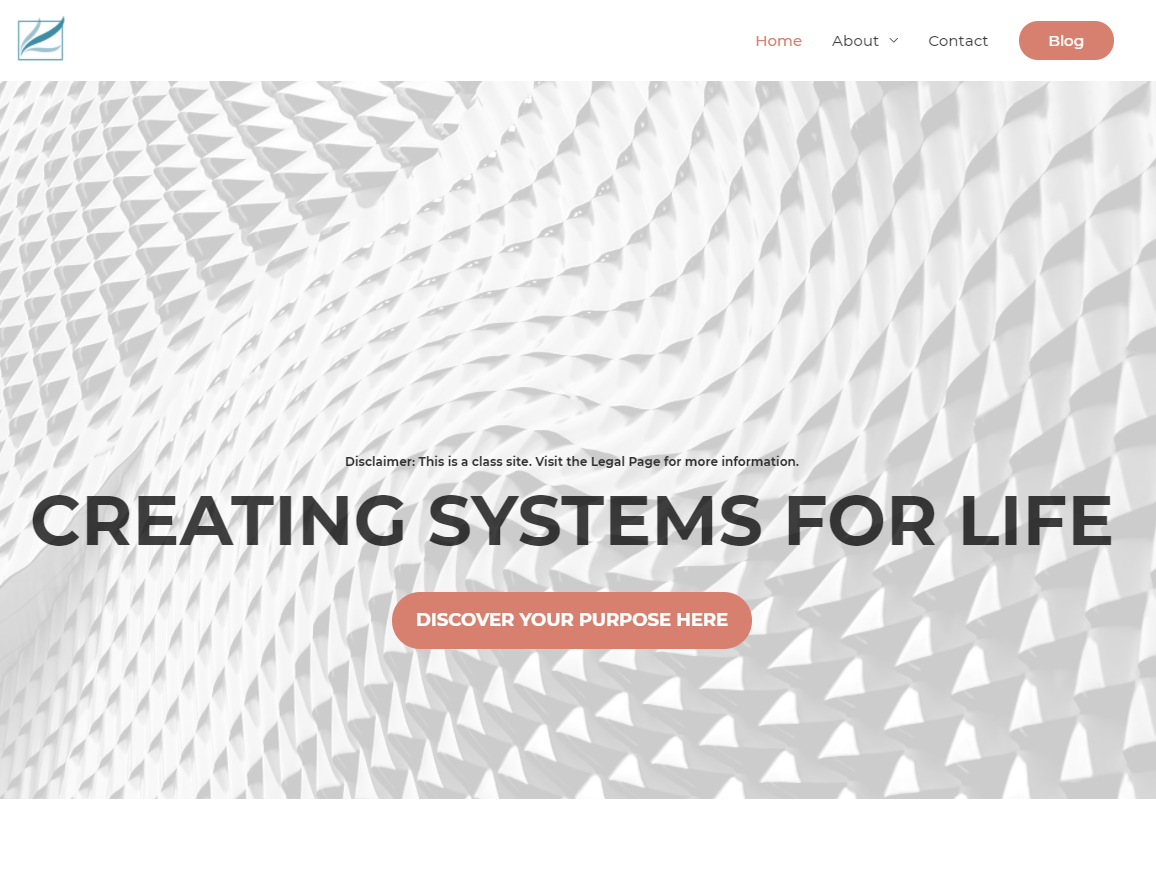 Home
About
Contact
Blog
Disclaimer: This is a class site. Visit the Legal Page for more information.
CREATING SYSTEMS FOR LIFE
DISCOVER YOUR PURPOSE HERE